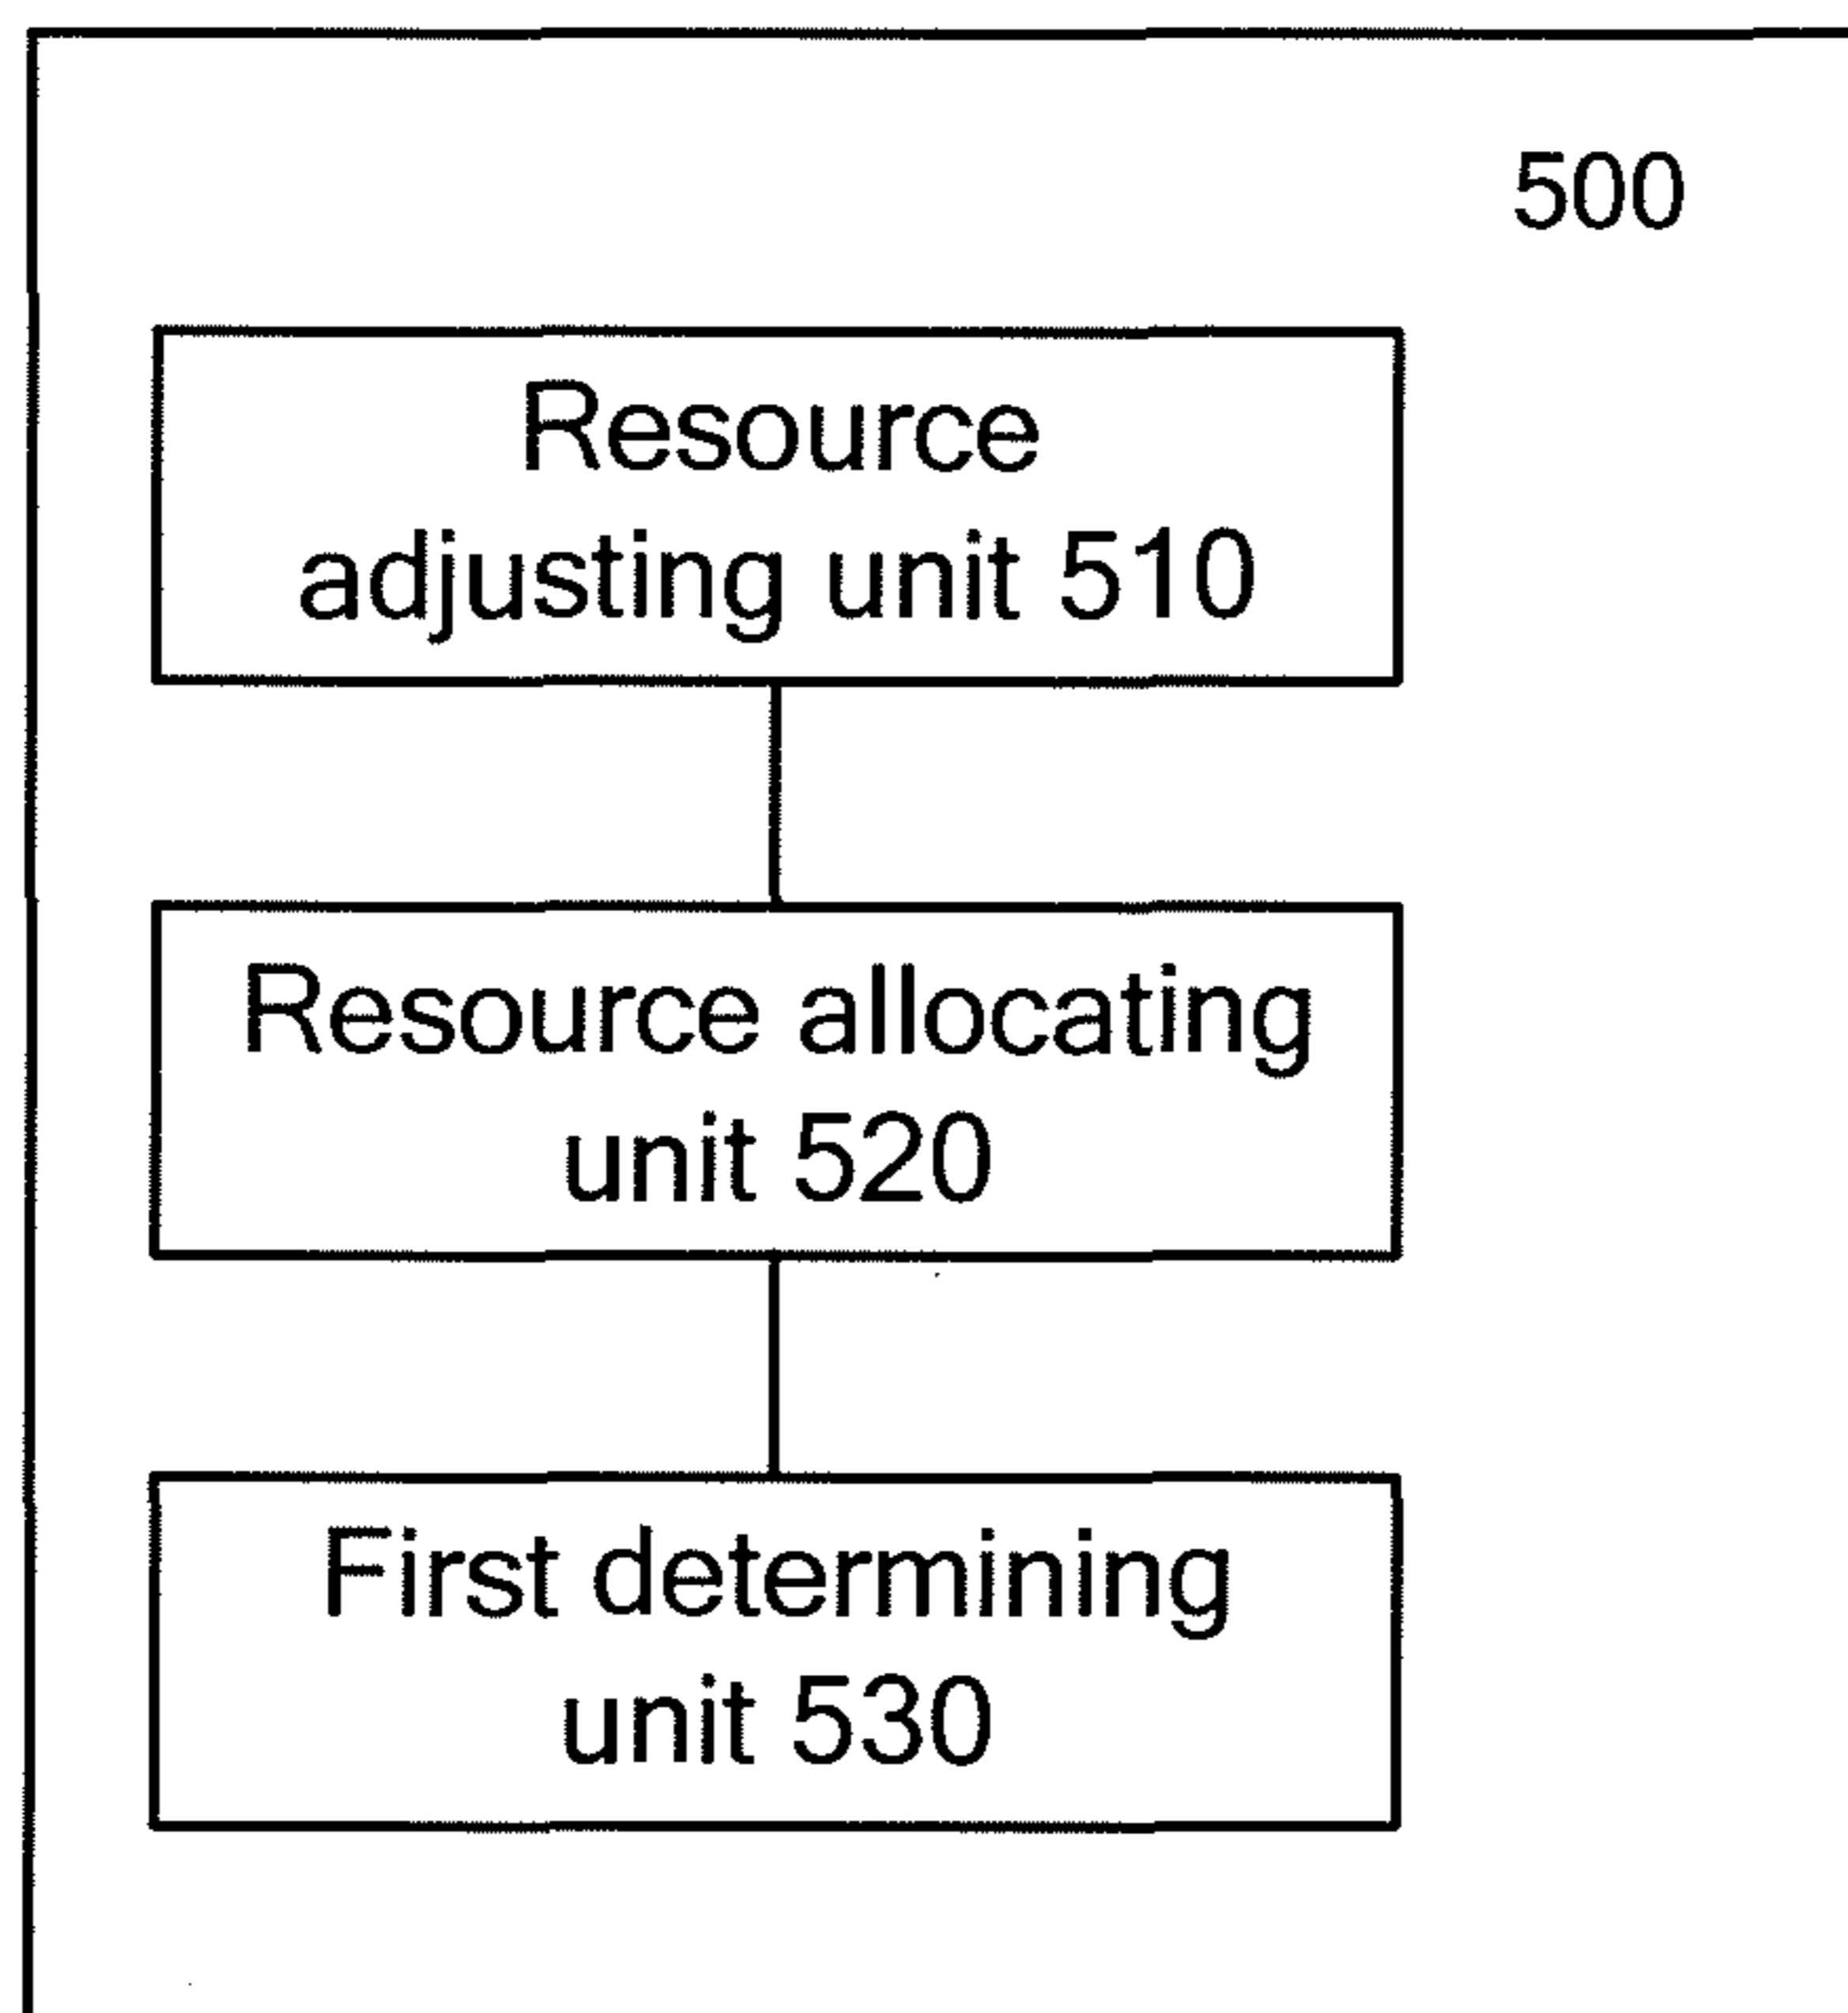 500
Resource
adjusting unit 510
Resource allocating
unit 520
First determining
unit 530